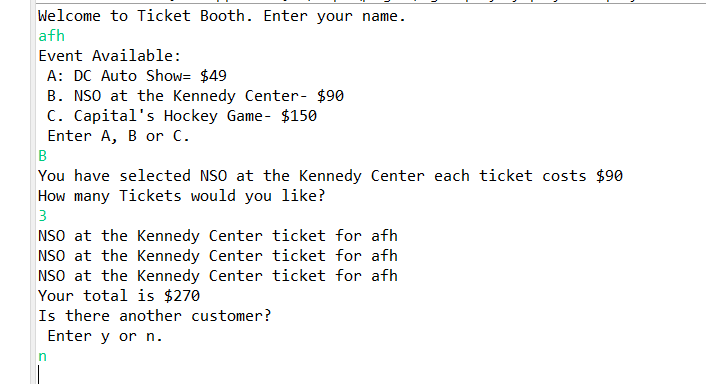 Welcome to Ticket Booth. Enter your name.
afh
Event Available:
A: DC Auto Show= $49
B. NSO at the Kennedy Center- $90
C. Capital's Hockey Game- $150
Enter A, B or C.
B
You have selected NSO at the Kennedy Center each ticket costs $90
How many Tickets would you like?
3
NSO at the Kennedy Center ticket for afh
NSO at the Kennedy Center ticket for afh
NSO at the Kennedy Center ticket for afh
Your total is $270
Is there another customer?
Enter y or n.
n